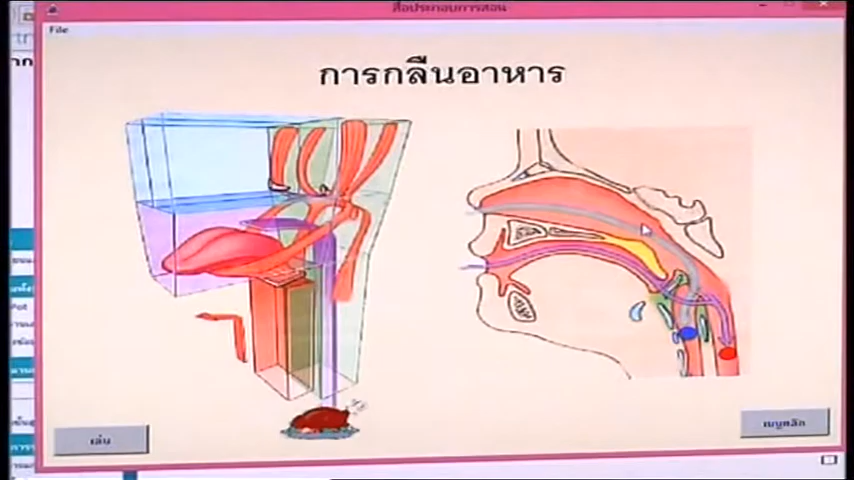 สื่อประกอบการสอน
File
การกลืนอาหาร
Pot
เล่น
เมนูหลัก